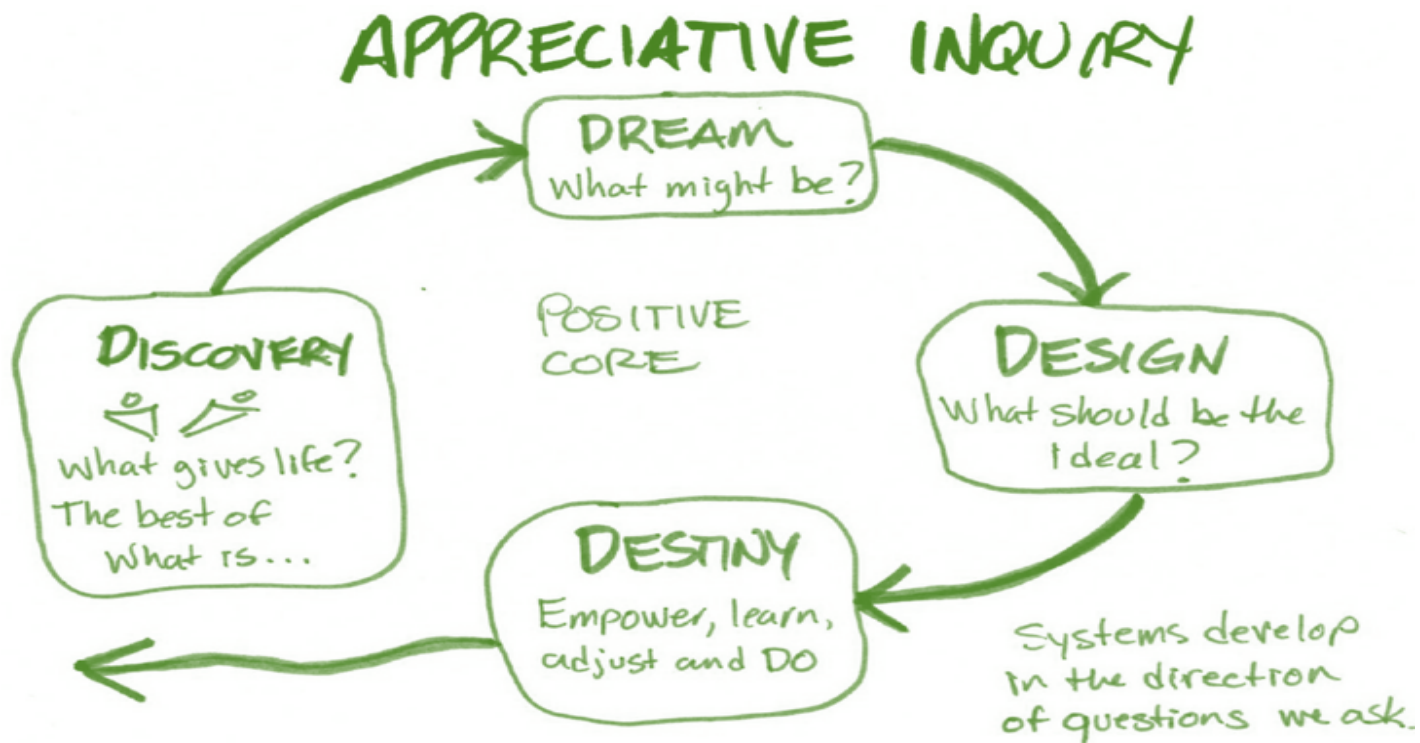 APPRECIATIVE INQUIRY
DREAM
What might be?
POSITIVE
CORE
DISCOVERY
What gives life?
The best of
What is...
DESIGN
What should be the
Ideal?
DESTINY
Empower, learn,
adjust and DO
Systems develop
in the direction
of questions we ask.